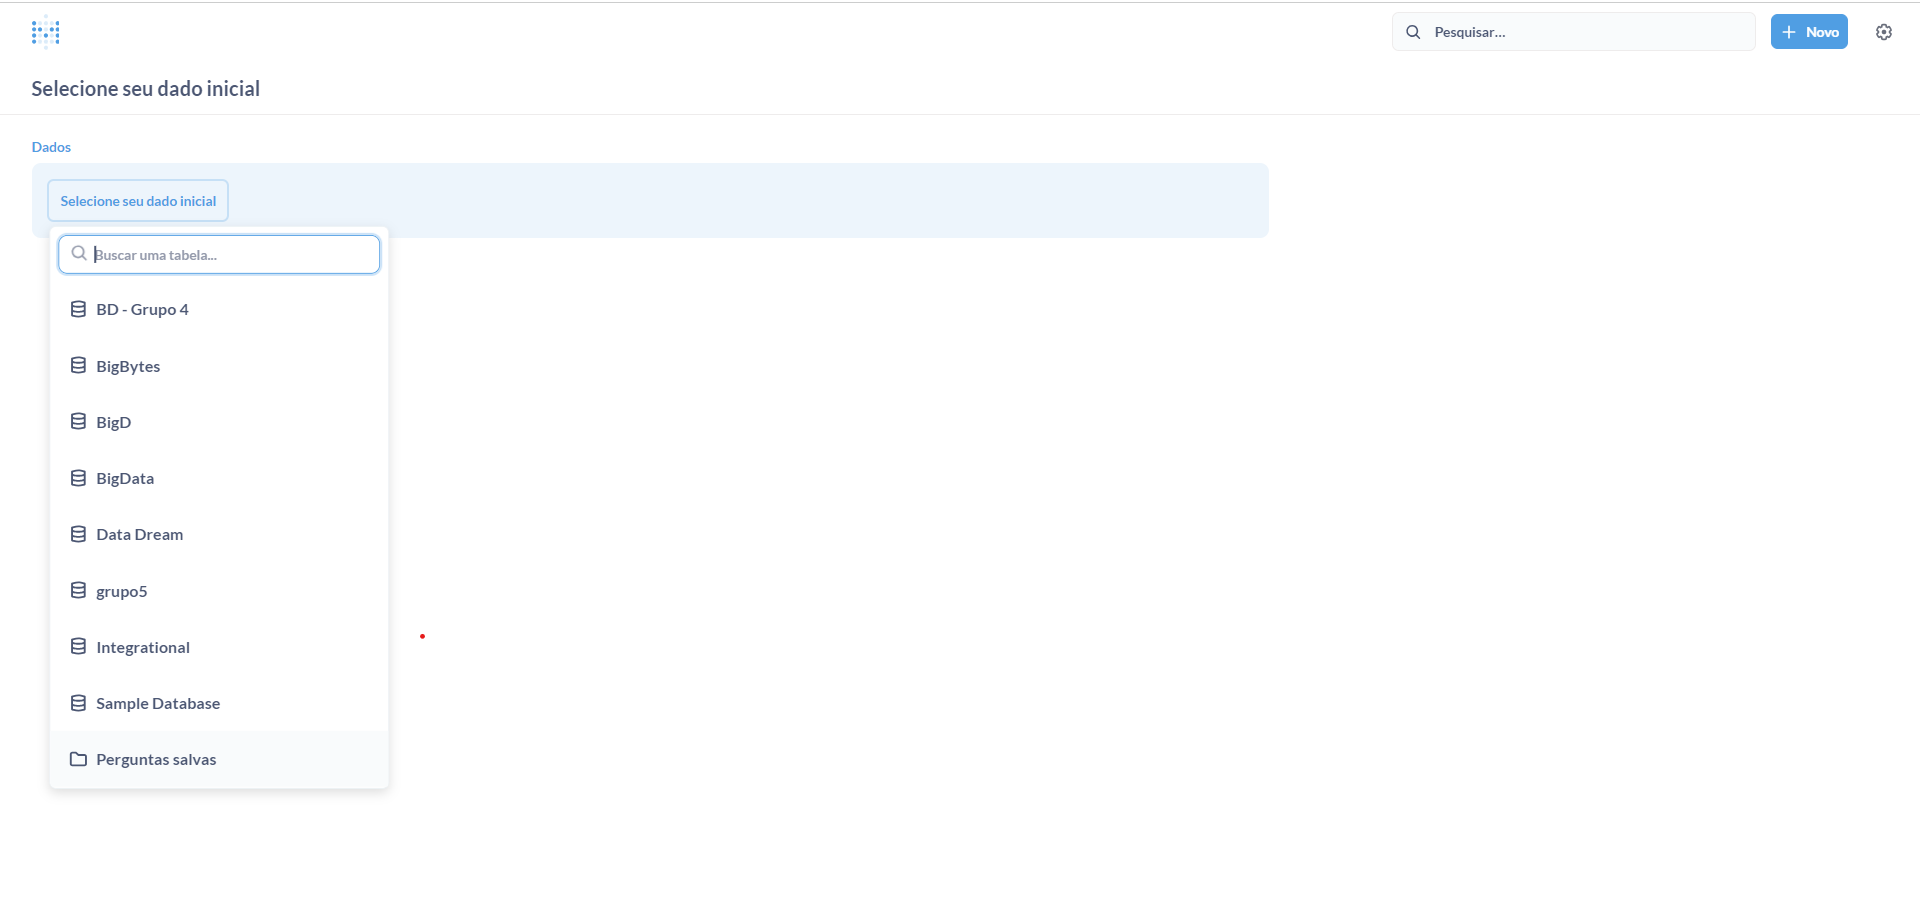 Pesquisar...
Novo
Selecione seu dado inicial
Dados
Selecione seu dado inicial
Buscar uma tabela...
BD - Grupo 4
BigBytes
BigD
BigData
Data Dream
grupo5
Integrational
Sample Database
Perguntas salvas